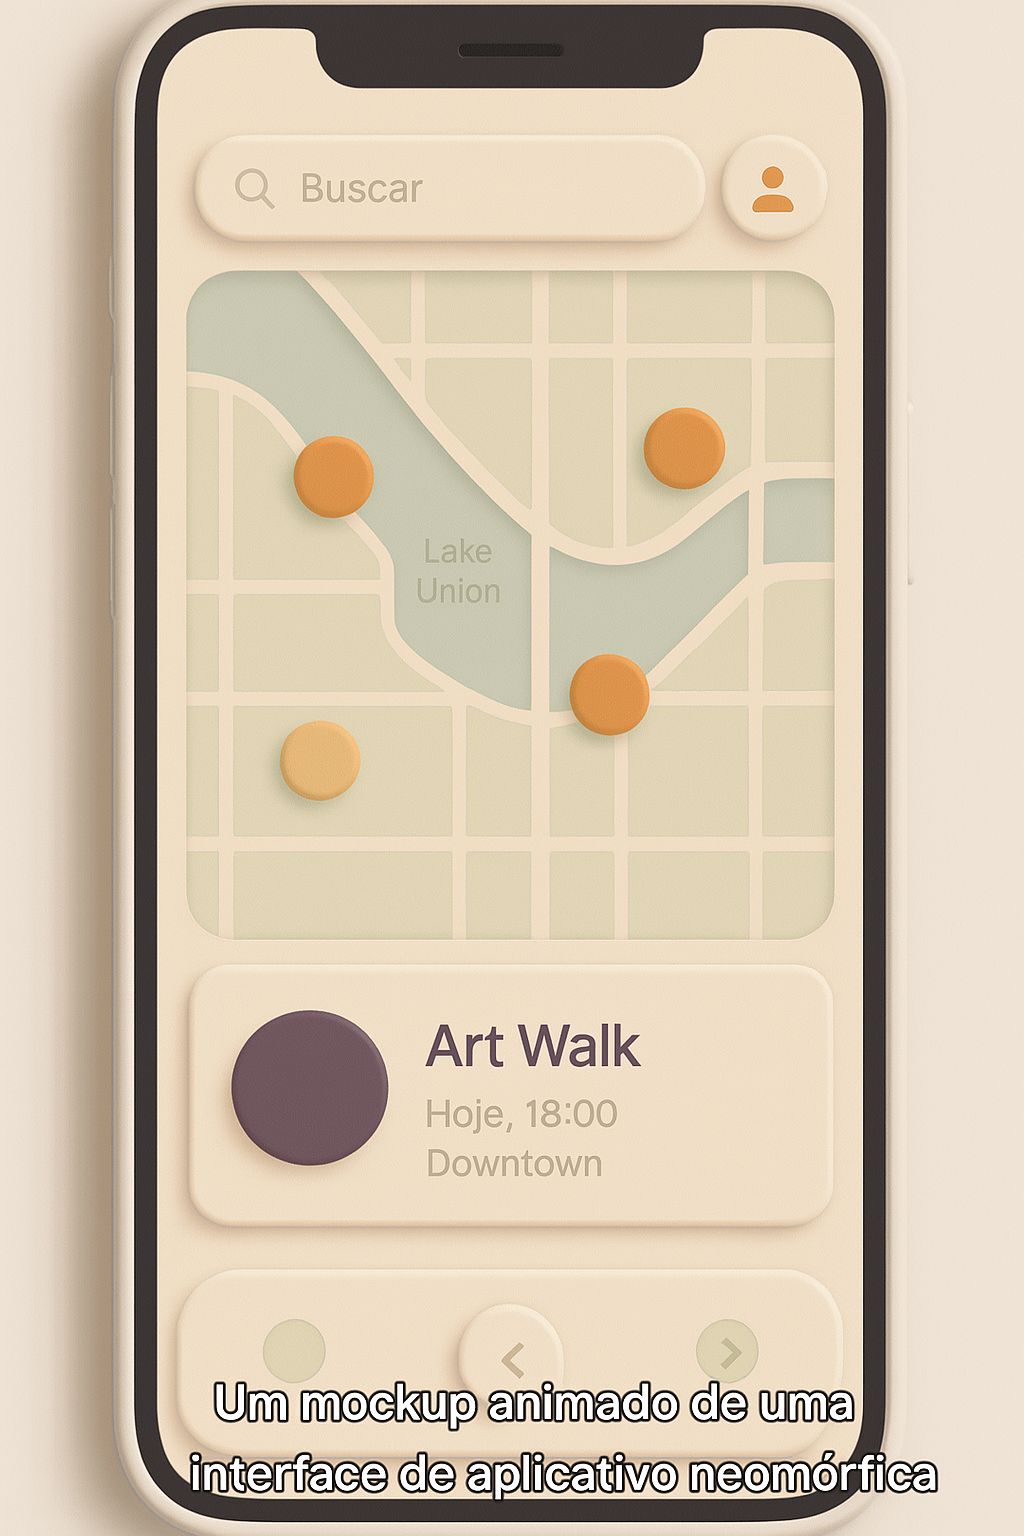 Buscar
Lake
Union
Art Walk
Hoje, 18:00
Downtown
Um mockup animado de uma
interface de aplicativo neomórfica